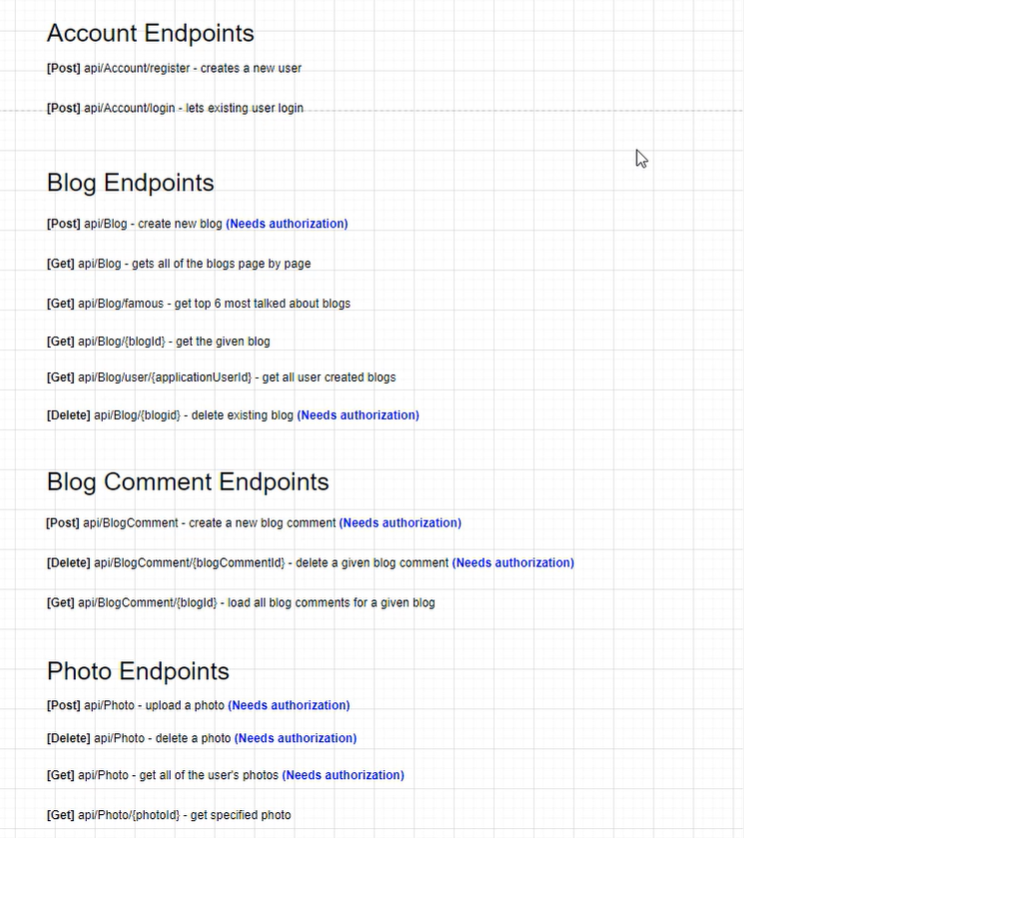 Account Endpoints
[Post] api/Account/register - creates a new user
[Post] api/Account/login - lets existing user login
Blog Endpoints
[Post] api/Blog - create new blog (Needs authorization)
[Get] api/Blog - gets all of the blogs page by page
[Get] api/Blog/famous - get top 6 most talked about blogs
[Get] api/Blog/{blogId} - get the given blog
[Get] api/Blog/user/{applicationUserId} - get all user created blogs
[Delete] api/Blog/{blogid} - delete existing blog (Needs authorization)
Blog Comment Endpoints
[Post] api/BlogComment - create a new blog comment (Needs authorization)
[Delete] api/BlogComment/{blogCommentId} - delete a given blog comment (Needs authorization)
[Get] api/BlogComment/{blogId} - load all blog comments for a given blog
Photo Endpoints
[Post] api/Photo - upload a photo (Needs authorization)
[Delete] api/Photo - delete a photo (Needs authorization)
[Get] api/Photo - get all of the user's photos (Needs authorization)
[Get] api/Photo/{photoId} - get specified photo